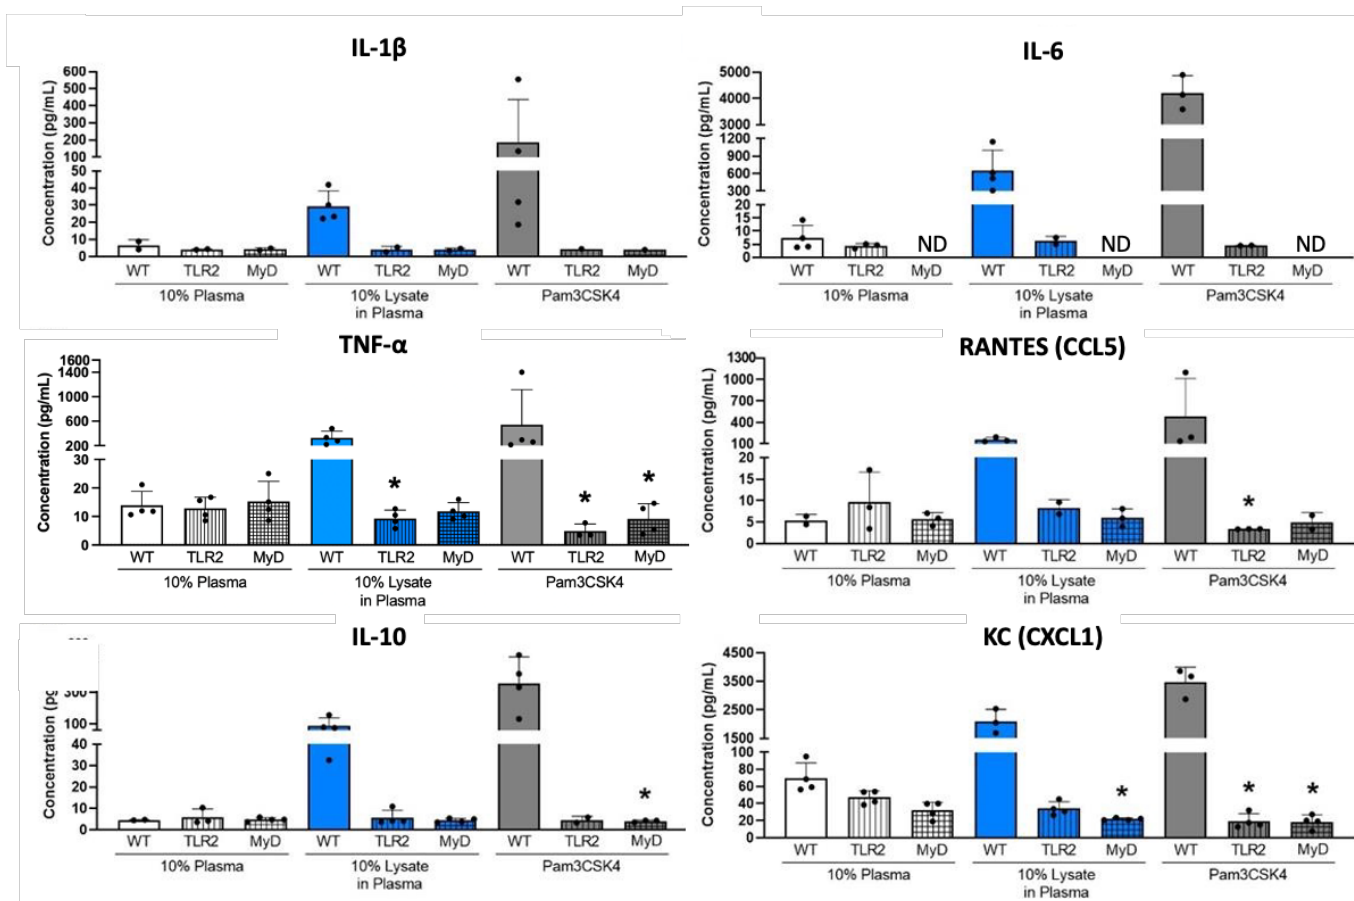 IL-1β
Concentration (pg/mL)
600
500
400
300
200
100
50
40
30
20
10
0
WT TLR2 MyD WT TLR2 MyD WT TLR2 MyD
10% Plasma 10% Lysate in Plasma Pam3CSK4
IL-6
Concentration (pg/mL)
5000
4000
3000
1200
900
600
300
20
15
10
5
0
ND ND ND
WT TLR2 MyD WT TLR2 MyD WT TLR2 MyD
10% Plasma 10% Lysate in Plasma Pam3CSK4
TNF-α
Concentration (pg/mL)
1600
1400
1000
600
200
30
20
10
0
* * *
WT TLR2 MyD WT TLR2 MyD WT TLR2 MyD
10% Plasma 10% Lysate in Plasma Pam3CSK4
RANTES (CCL5)
Concentration (pg/mL)
1300
1000
700
400
100
20
15
10
5
0
*
WT TLR2 MyD WT TLR2 MyD WT TLR2 MyD
10% Plasma 10% Lysate in Plasma Pam3CSK4
IL-10
Concentration (pg
300
100
40
30
20
10
0
*
WT TLR2 MyD WT TLR2 MyD WT TLR2 MyD
10% Plasma 10% Lysate in Plasma Pam3CSK4
KC (CXCL1)
Concentration (pg/mL)
4500
3500
2500
1500
100
80
60
40
20
0
* * *
WT TLR2 MyD WT TLR2 MyD WT TLR2 MyD
10% Plasma 10% Lysate in Plasma Pam3CSK4